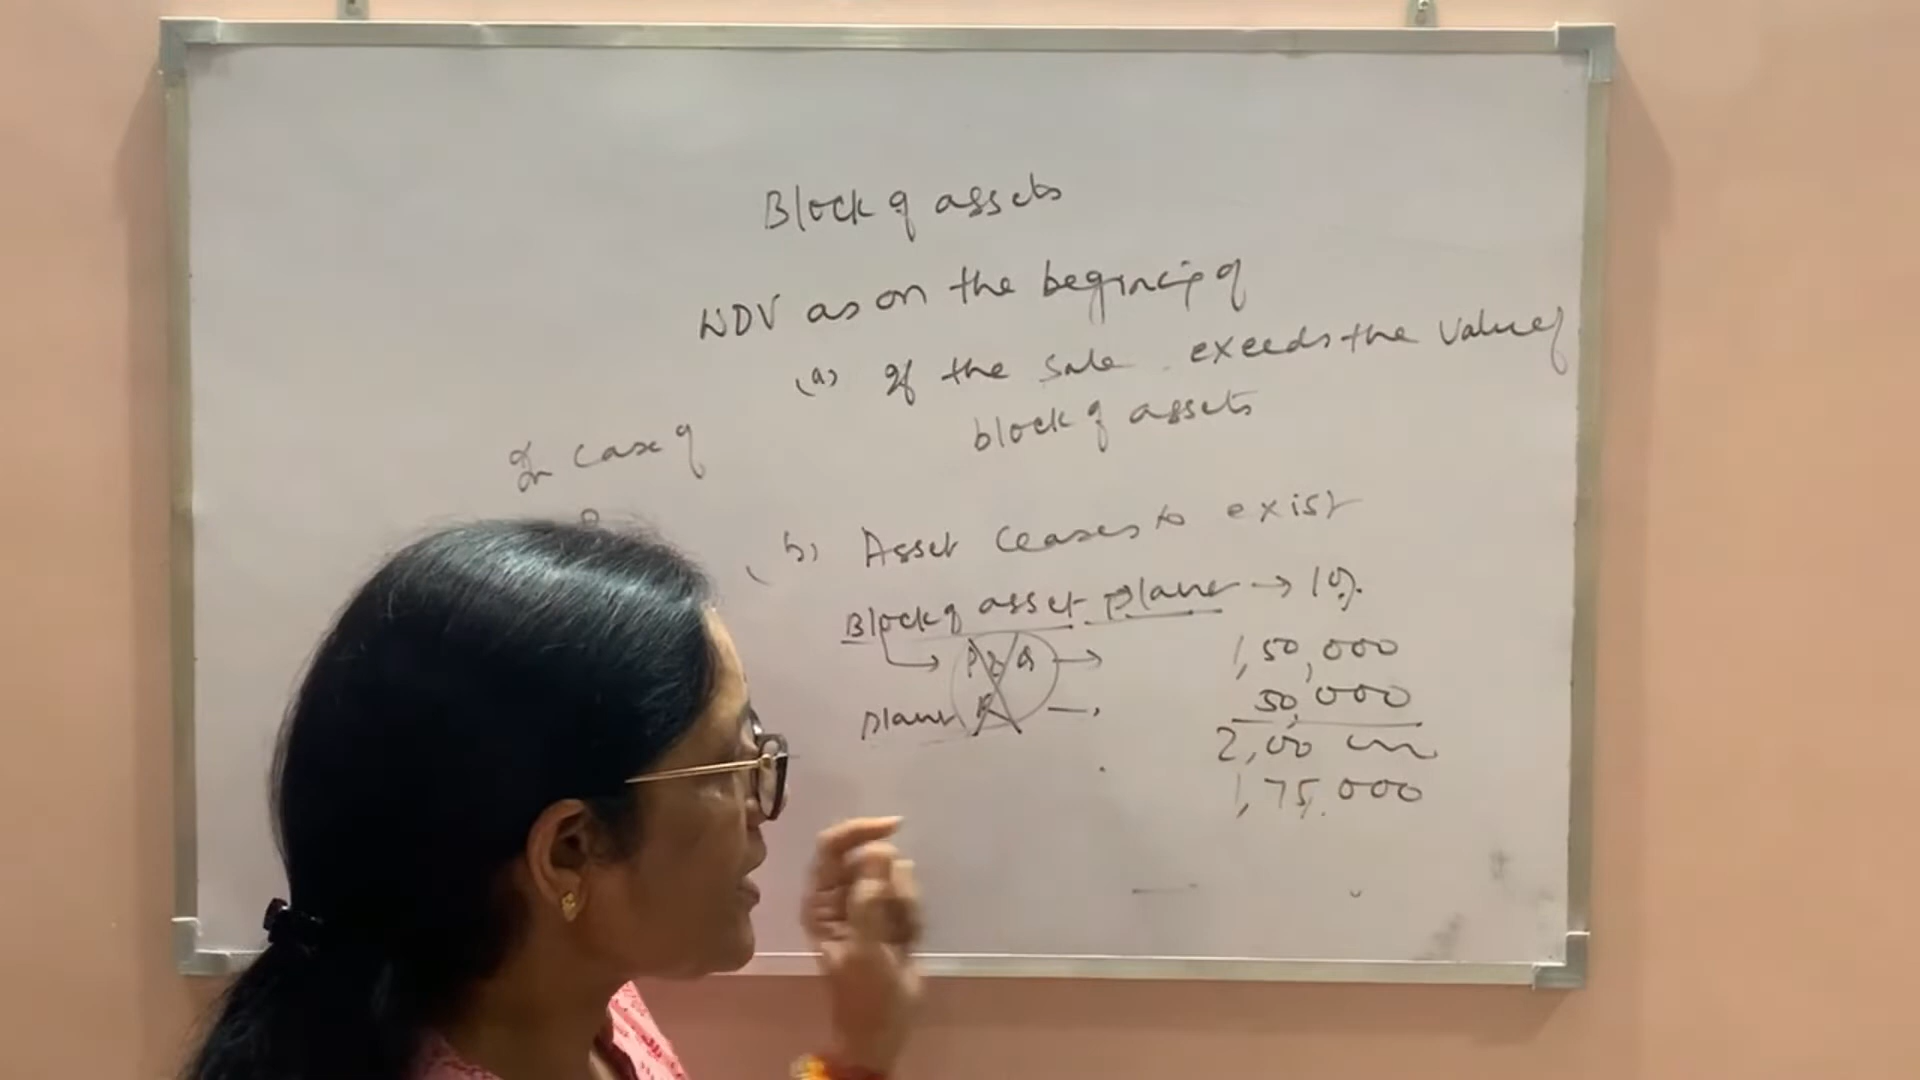 Block of assets
WDV as on the beginning of
(a) If the sale exceeds the value of
block of assets
In case of
(b) Asset ceases to exist
Block of asset plant → 10%
P & Q → 1,50,000
plant R → 50,000
2,00
1,75,000